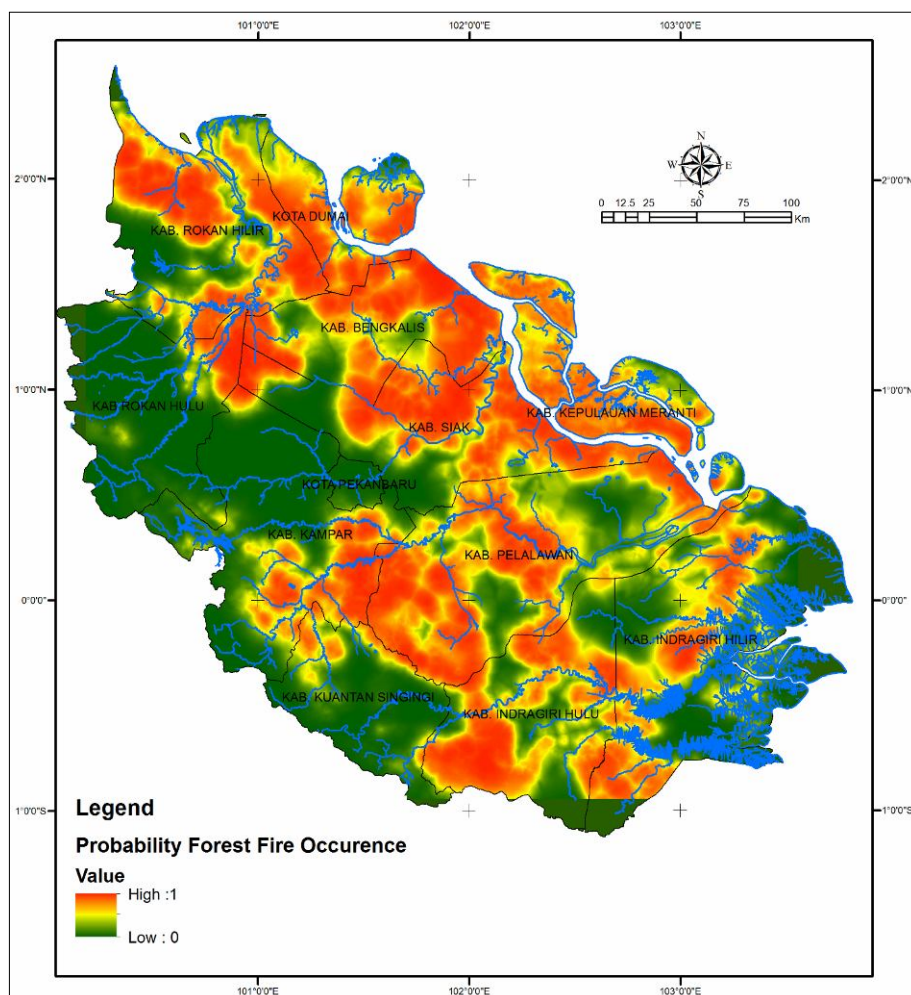 101°0'0"E 102°0'0"E 103°0'0"E
2°0'0"N 2°0'0"N
N
W E
S
0 12.5 25 50 75 100
Km
KOTA DUMAI
KAB. ROKAN HILIR
KAB. BENGKALIS
1°0'0"N 1°0'0"N
KAB ROKAN HULU
KAB. KEPULAUAN MERANTI
KAB. SIAK
KOTA PEKANBARU
KAB. KAMPAR
KAB. PELALAWAN
0°0'0" 0°0'0"
KAB. INDRAGIRI HILIR
KAB. KUANTAN SINGINGI
KAB. INDRAGIRI HULU
1°0'0"S 1°0'0"S
Legend
Probability Forest Fire Occurence
Value
High :1
Low : 0
101°0'0"E 102°0'0"E 103°0'0"E